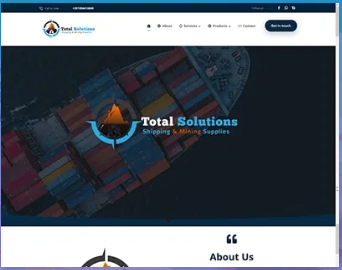 About Services Products Contact Get in touch
Total Solutions
Shipping & Mining Supplies
Total Solutions
Shipping & Mining Supplies
❝
About Us